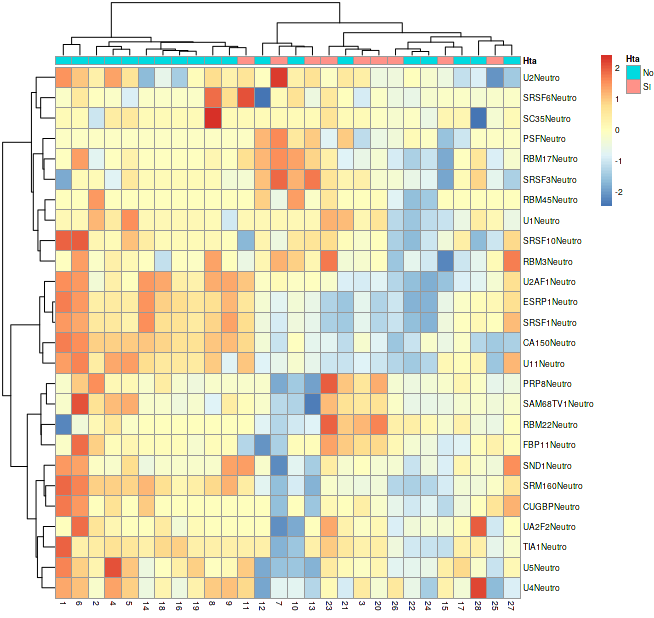 Hta
U2Neutro
SRSF6Neutro
SC35Neutro
PSFNeutro
RBM17Neutro
SRSF3Neutro
RBM45Neutro
U1Neutro
SRSF10Neutro
RBM3Neutro
U2AF1Neutro
ESRP1Neutro
SRSF1Neutro
CA150Neutro
U11Neutro
PRP8Neutro
SAM68TV1Neutro
RBM22Neutro
FBP11Neutro
SND1Neutro
SRM160Neutro
CUGBPNeutro
UA2F2Neutro
TIA1Neutro
U5Neutro
U4Neutro
1 6 2 4 5 14 18 16 19 8 9 11 12 7 10 13 23 21 3 20 26 22 24 15 17 28 25 27
2
1
0
-1
-2
Hta
No
SI